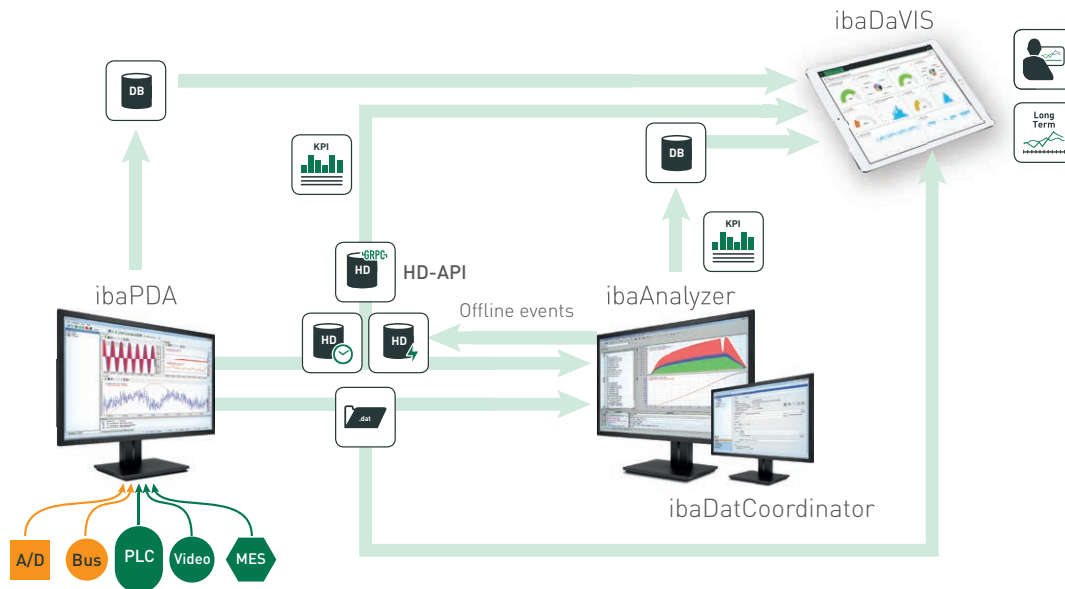 ibaDaVIS
DB
KPI
Long
Term
DB
KPI
GRPC
HD
HD-API
ibaPDA
ibaAnalyzer
Offline events
HD
HD
.dat
ibaDatCoordinator
A/D
Bus
PLC
Video
MES